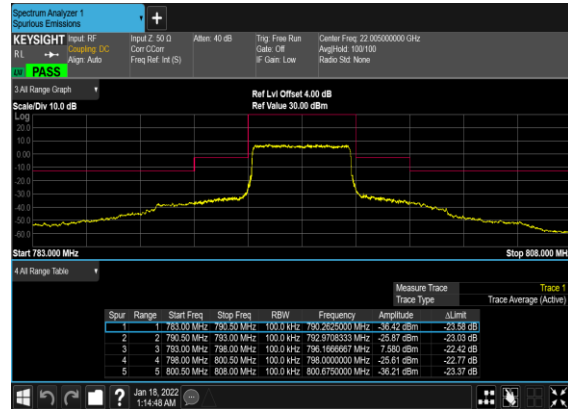 Spectrum Analyzer 1
Spurious Emissions
+
KEYSIGHT Input: RF Input Z: 50 Ω Atten: 40 dB Trig: Free Run Center Freq: 22.005000000 GHz
RL Coupling: DC Corr CCorr Gate: Off Avg|Hold: 100/100
Align: Auto Freq Ref: Int (S) IF Gain: Low Radio Std: None
LW PASS
3 All Range Graph
Ref Lvl Offset 4.00 dB
Scale/Div 10.0 dB Ref Value 30.00 dBm
Log
20.0
10.0
0.00
-10.0
-20.0
-30.0
-40.0
-50.0
-60.0
Start 783.000 MHz Stop 808.000 MH
4 All Range Table
Measure Trace Trace 1
Trace Type Trace Average (Active)
Spur Range Start Freq Stop Freq RBW Frequency Amplitude ΔLimit
1 1 783.00 MHz 790.50 MHz 100.0 kHz 790.2625000 MHz -36.42 dBm -23.58 dB
2 2 790.50 MHz 793.00 MHz 100.0 kHz 792.9708333 MHz -25.87 dBm -23.03 dB
3 3 793.00 MHz 798.00 MHz 100.0 kHz 796.1666667 MHz 7.580 dBm -22.42 dB
4 4 798.00 MHz 800.50 MHz 100.0 kHz 798.0000000 MHz -25.61 dBm -22.77 dB
5 5 800.50 MHz 808.00 MHz 100.0 kHz 800.6750000 MHz -36.21 dBm -23.37 dB
? Jan 18, 2022
1:14:48 AM